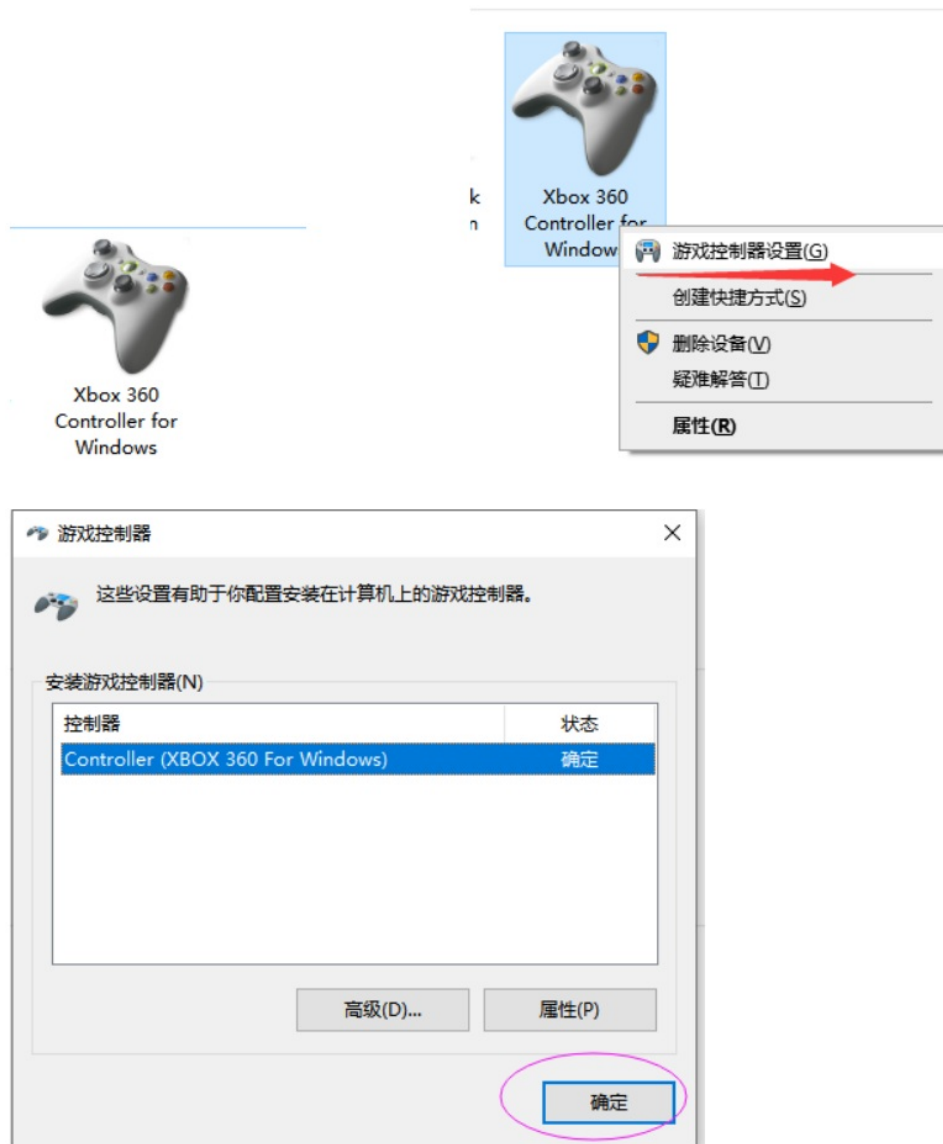 Xbox 360
Controller for
Windows
k
n
Xbox 360
Controller for
Window
游戏控制器设置(G)
创建快捷方式(S)
删除设备(V)
疑难解答(T)
属性(R)
游戏控制器
这些设置有助于你配置安装在计算机上的游戏控制器。
安装游戏控制器(N)
控制器 状态
Controller (XBOX 360 For Windows) 确定
高级(D)... 属性(P)
确定